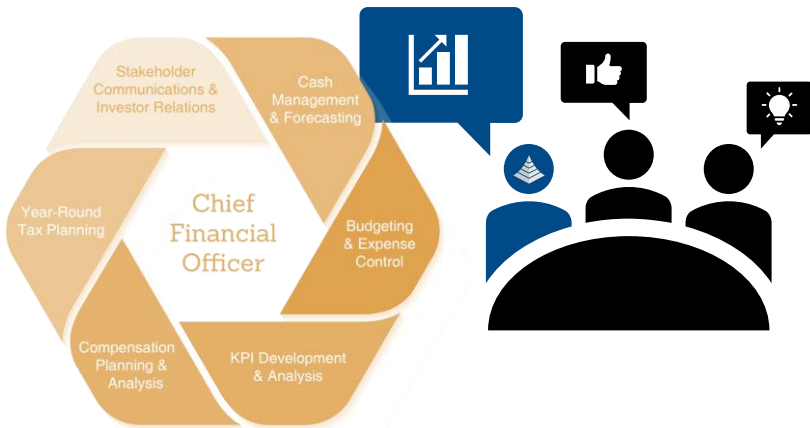 Stakeholder
Communications &
Investor Relations
Cash
Management
& Forecasting
Budgeting
& Expense
Control
KPI Development
& Analysis
Compensation
Planning &
Analysis
Year-Round
Tax Planning
Chief
Financial
Officer